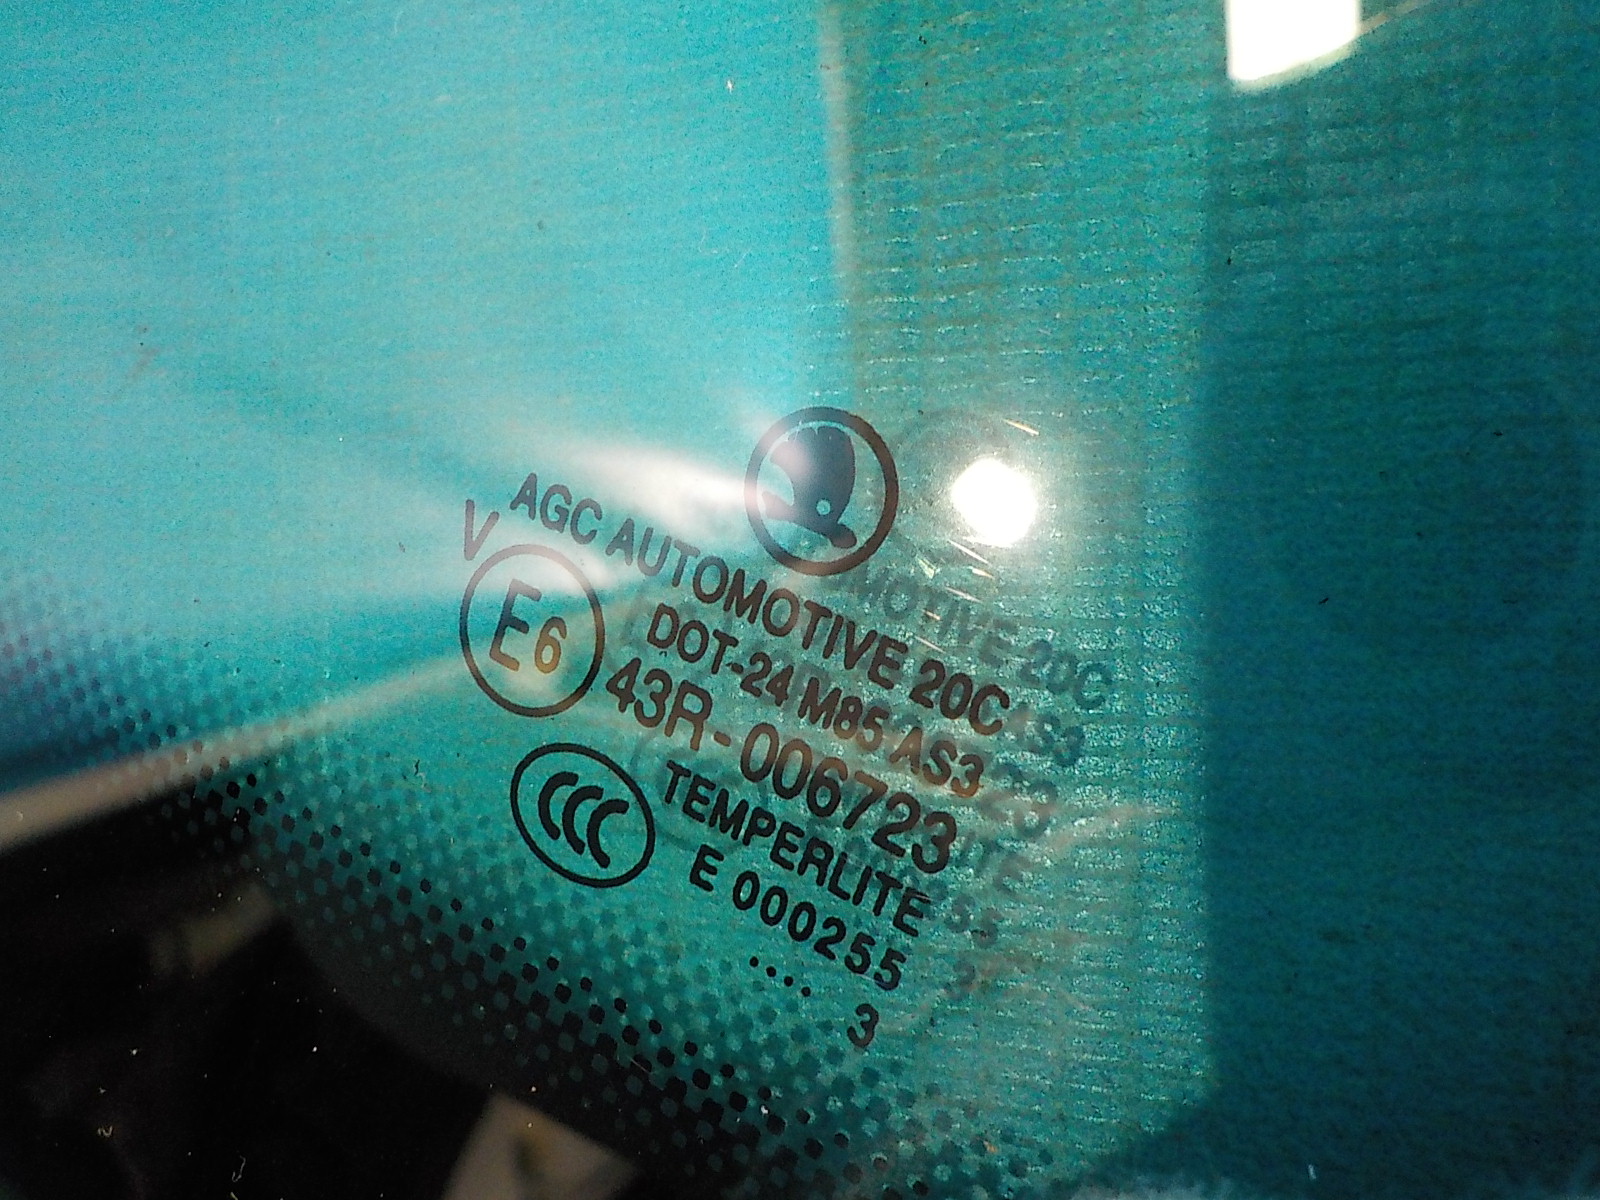 AGC AUTOMOTIVE 20C
V
E6
DOT-24 M85 AS3
43R-006723
CCC
TEMPERLITE
E 000255
.... 3